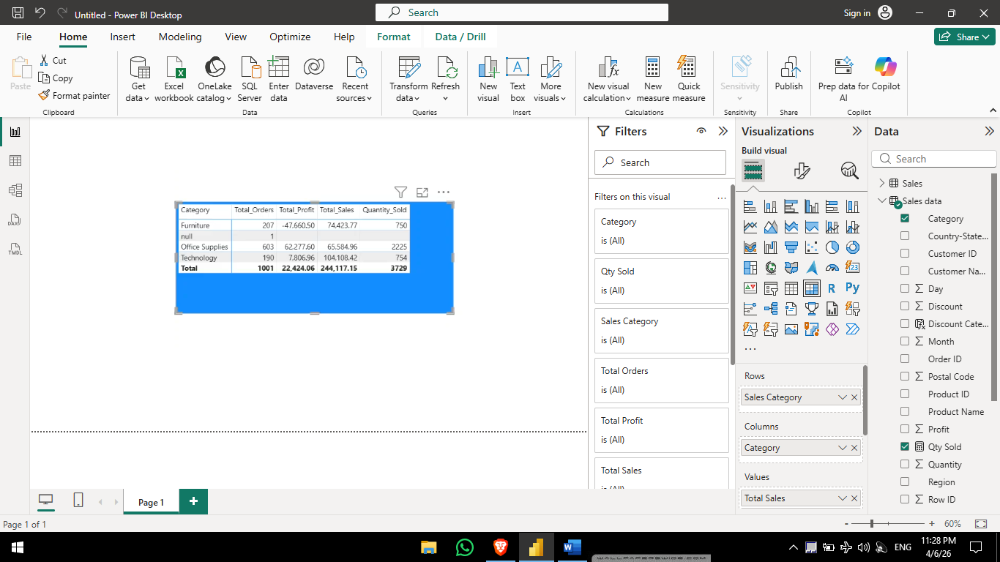 Untitled - Power BI Desktop
Search
Sign in
File Home Insert Modeling View Optimize Help Format Data / Drill
Share
Paste
Cut
Copy
Format painter
Clipboard
Get data
Excel workbook
OneLake catalog
SQL Server
Enter data
Dataverse
Recent sources
Data
Transform data
Refresh
Queries
New visual
Text box
More visuals
Insert
New visual calculation
New measure
Quick measure
Calculations
Sensitivity
Sensitivity
Publish
Share
Prep data for AI
Copilot
Copilot
DAX
TMDL
Category Total_Orders Total_Profit Total_Sales Quantity_Sold
Furniture 207 -47,660.50 74,423.77 750
null 1
Office Supplies 603 62,277.60 65,584.96 2225
Technology 190 7,806.96 104,108.42 754
Total 1001 22,424.06 244,117.15 3729
Filters
Search
Filters on this visual
Category
is (All)
Qty Sold
is (All)
Sales Category
is (All)
Total Orders
is (All)
Total Profit
is (All)
Total Sales
is (All)
Visualizations
Build visual
123
R
Py
Rows
Sales Category
Columns
Category
Values
Total Sales
Data
Search
Sales
Sales data
Category
Country-State...
Customer ID
Customer Na...
Day
Discount
Discount Cate...
Month
Order ID
Postal Code
Product ID
Product Name
Profit
Qty Sold
Quantity
Region
Row ID
Page 1
Page 1 of 1
60%
ENG
11:28 PM
4/6/26